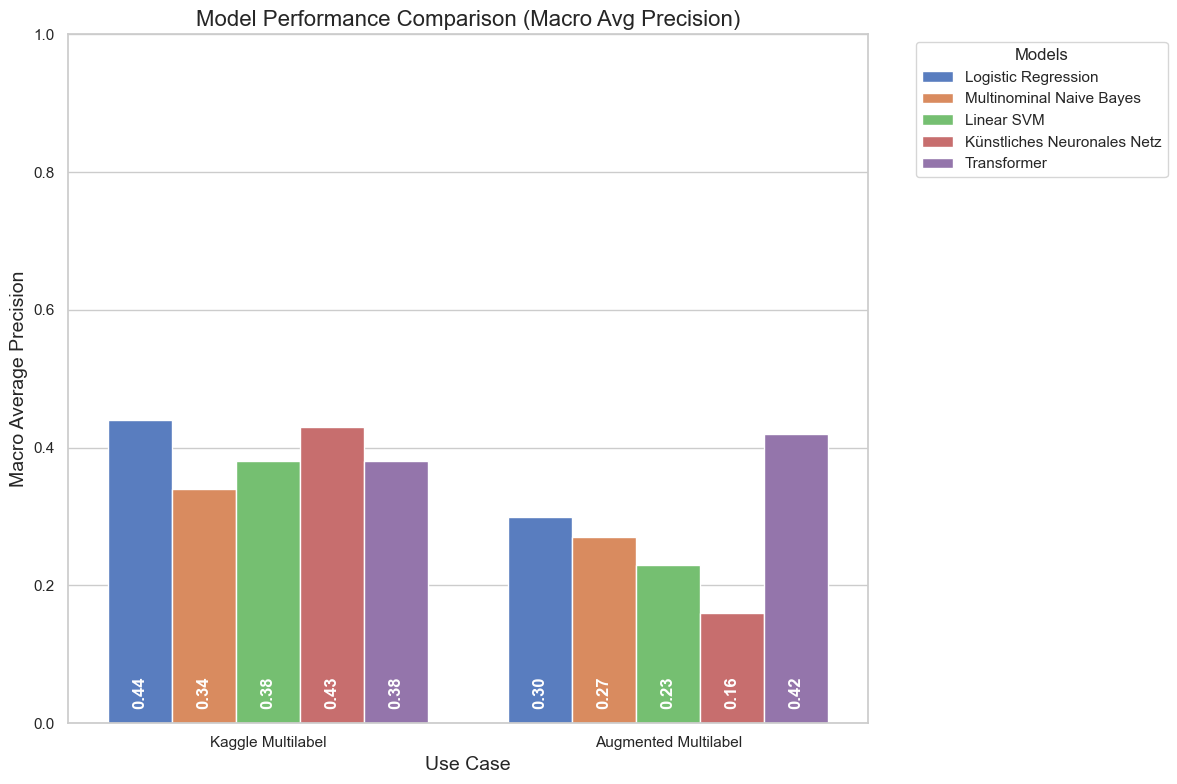 Model Performance Comparison (Macro Avg Precision)
Macro Average Precision
1.0
0.8
0.6
0.4
0.2
0.0
0.44
0.34
0.38
0.43
0.38
0.30
0.27
0.23
0.16
0.42
Kaggle Multilabel
Augmented Multilabel
Use Case
Models
Logistic Regression
Multinominal Naive Bayes
Linear SVM
Künstliches Neuronales Netz
Transformer